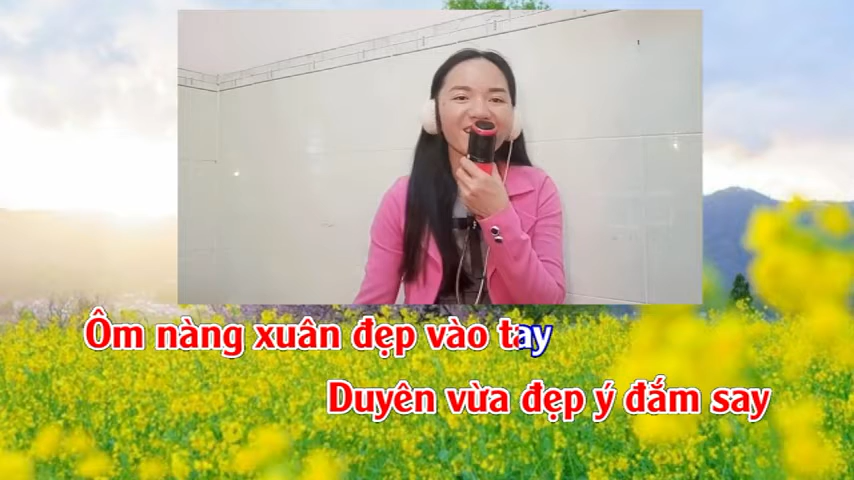 Ôm nàng xuân đẹp vào tay
Duyên vừa đẹp ý đắm say